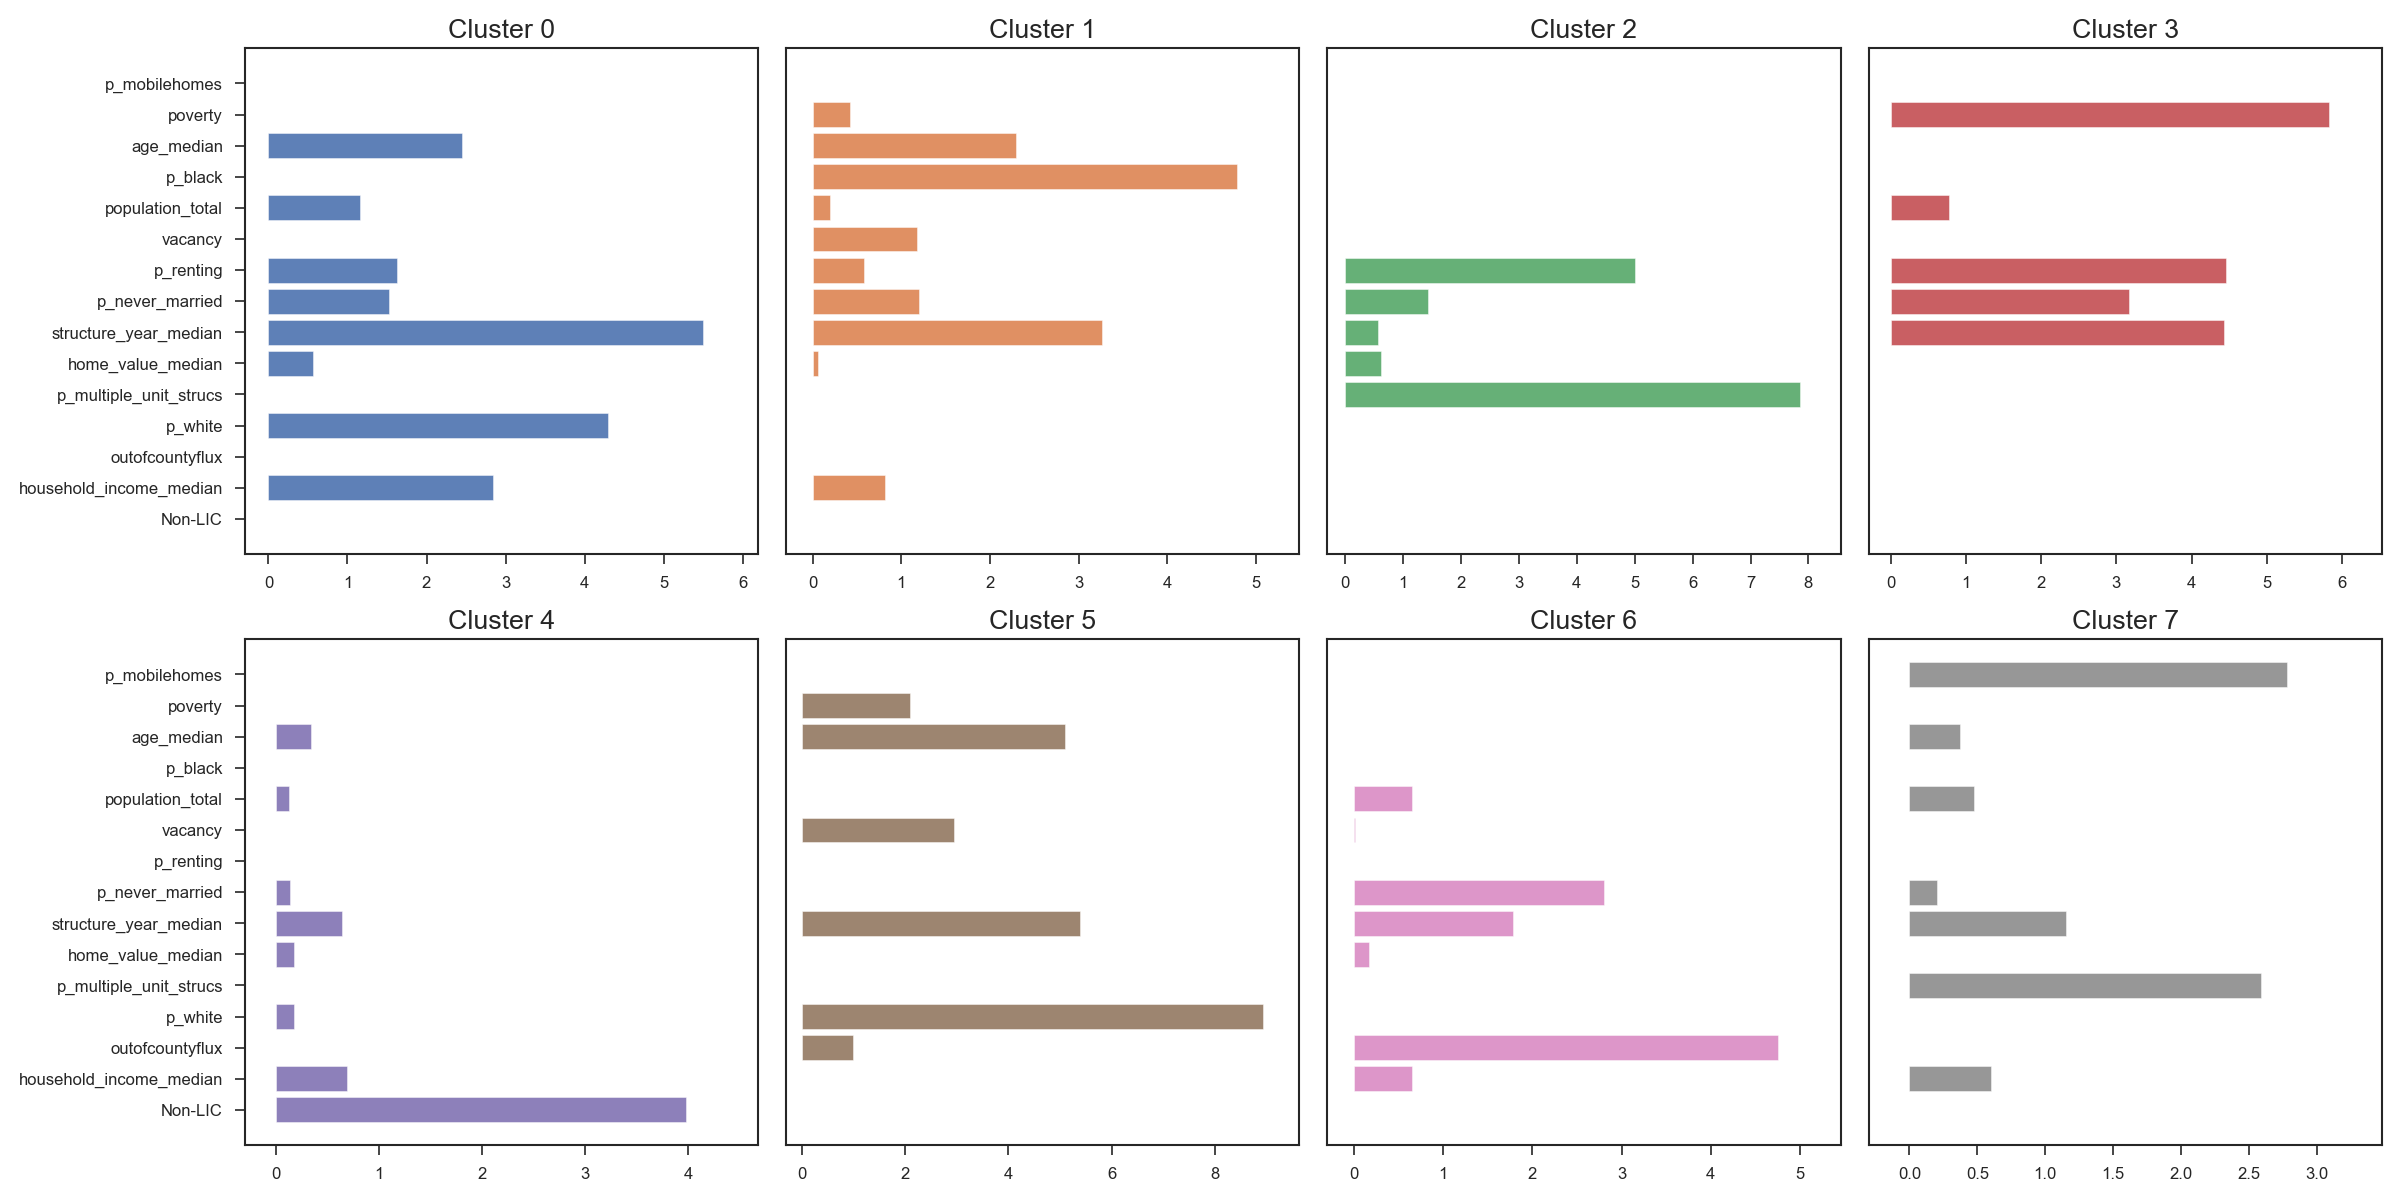 Cluster 0 Cluster 1 Cluster 2 Cluster 3
p_mobilehomes
poverty
age_median
p_black
population_total
vacancy
p_renting
p_never_married
structure_year_median
home_value_median
p_multiple_unit_strucs
p_white
outofcountyflux
household_income_median
Non-LIC
0 1 2 3 4 5 6 0 1 2 3 4 5 0 1 2 3 4 5 6 7 8 0 1 2 3 4 5 6
Cluster 4 Cluster 5 Cluster 6 Cluster 7
p_mobilehomes
poverty
age_median
p_black
population_total
vacancy
p_renting
p_never_married
structure_year_median
home_value_median
p_multiple_unit_strucs
p_white
outofcountyflux
household_income_median
Non-LIC
0 1 2 3 4 0 2 4 6 8 0 1 2 3 4 5 0.0 0.5 1.0 1.5 2.0 2.5 3.0